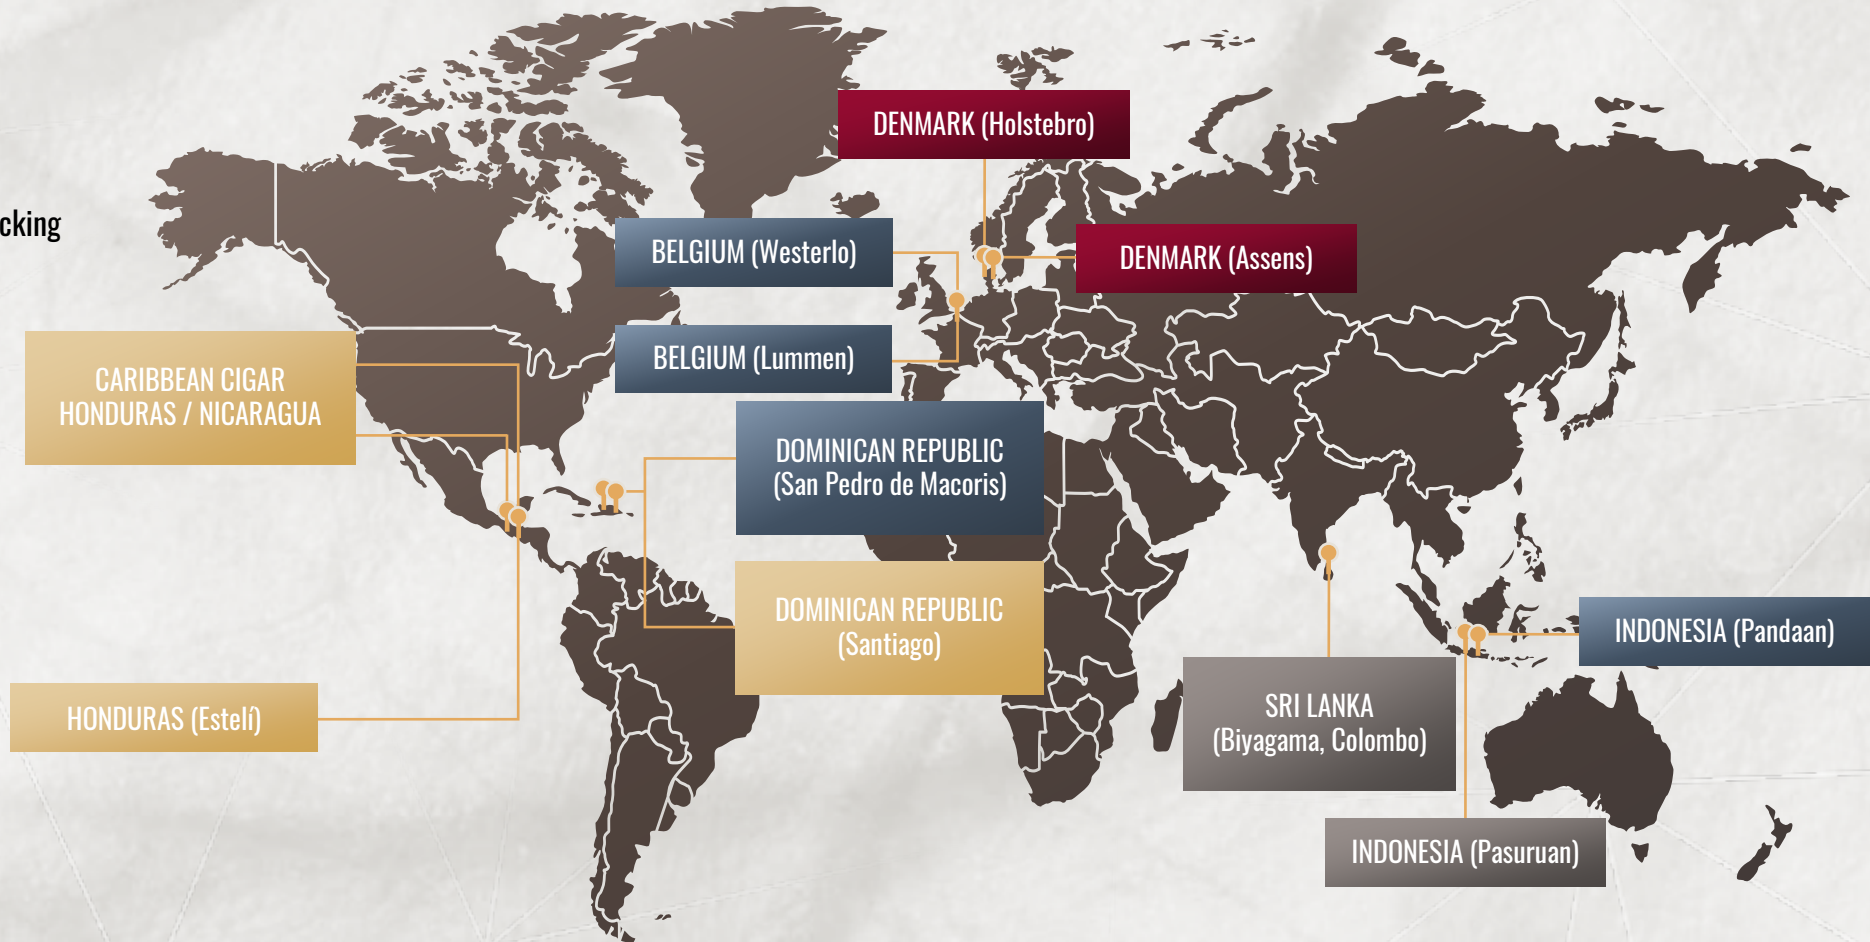 DENMARK (Holstebro)
cking
BELGIUM (Westerlo)
DENMARK (Assens)
BELGIUM (Lummen)
CARIBBEAN CIGAR
HONDURAS / NICARAGUA
DOMINICAN REPUBLIC
(San Pedro de Macoris)
DOMINICAN REPUBLIC
(Santiago)
INDONESIA (Pandaan)
HONDURAS (Estelí)
SRI LANKA
(Biyagama, Colombo)
INDONESIA (Pasuruan)